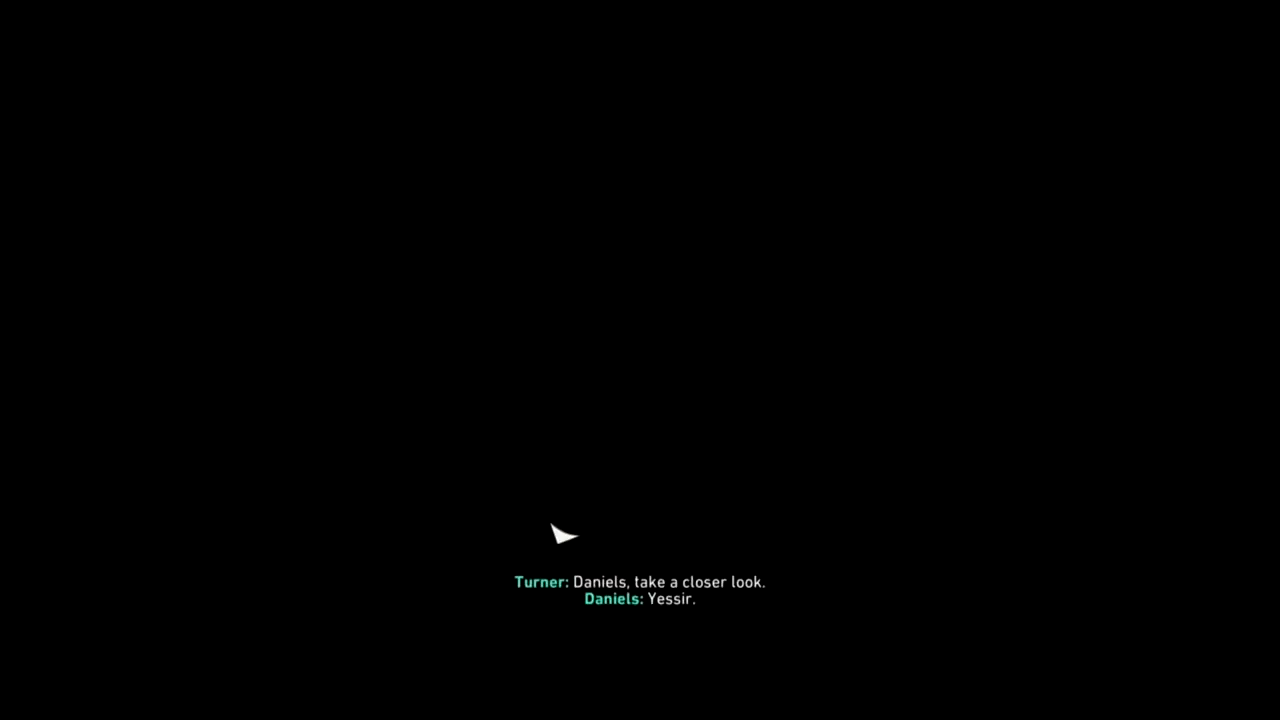 Turner: Daniels, take a closer look.
Daniels: Yessir.